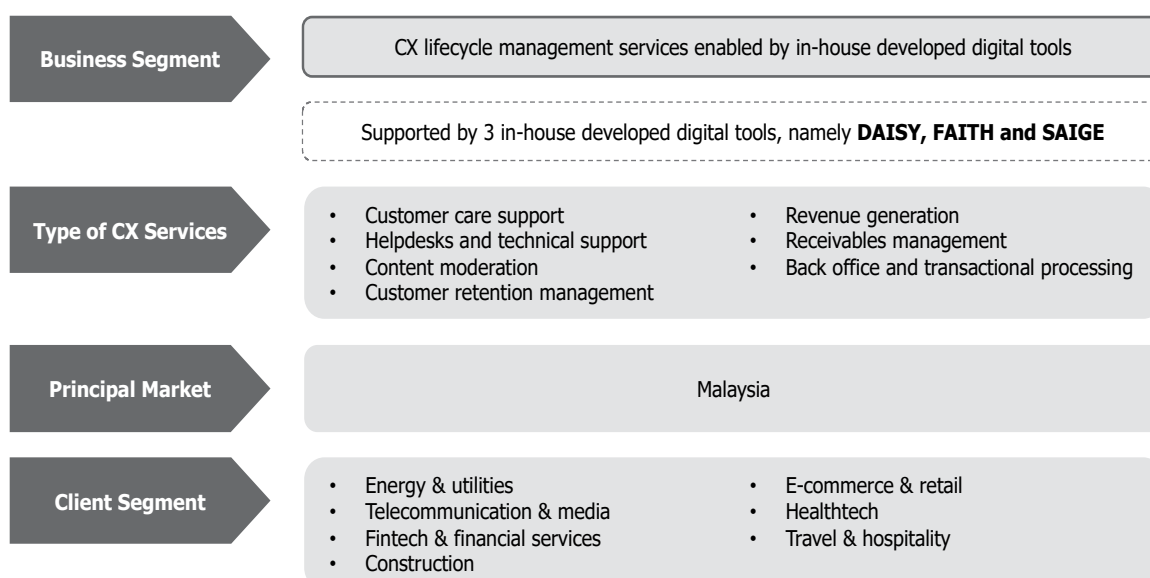 Business Segment
CX lifecycle management services enabled by in-house developed digital tools
Supported by 3 in-house developed digital tools, namely DAISY, FAITH and SAIGE
Type of CX Services
• Customer care support
• Helpdesks and technical support
• Content moderation
• Customer retention management
• Revenue generation
• Receivables management
• Back office and transactional processing
Principal Market
Malaysia
Client Segment
• Energy & utilities
• Telecommunication & media
• Fintech & financial services
• Construction
• E-commerce & retail
• Healthtech
• Travel & hospitality